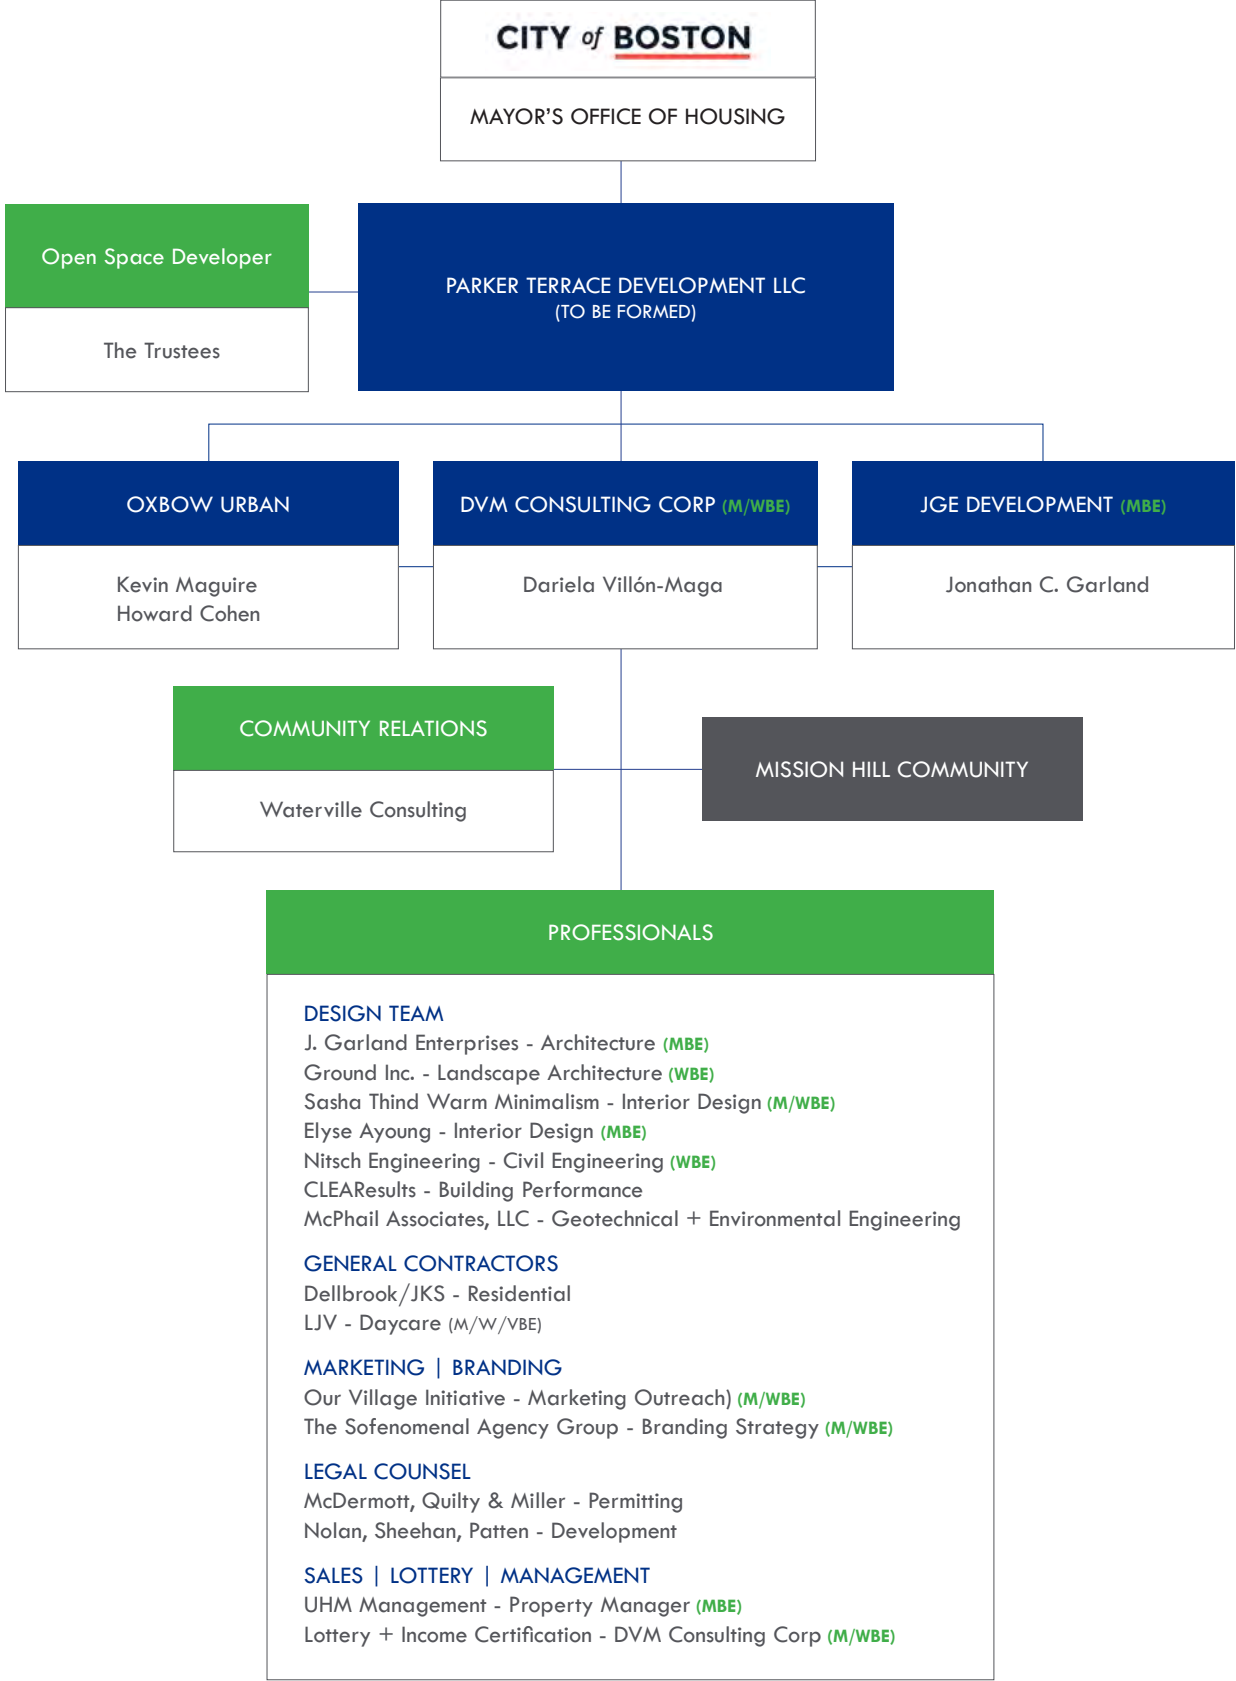 CITY of BOSTON
MAYOR'S OFFICE OF HOUSING
Open Space Developer
The Trustees
PARKER TERRACE DEVELOPMENT LLC
(TO BE FORMED)
OXBOW URBAN
Kevin Maguire
Howard Cohen
DVM CONSULTING CORP (M/WBE)
Dariela Villón-Maga
JGE DEVELOPMENT (MBE)
Jonathan C. Garland
COMMUNITY RELATIONS
Waterville Consulting
MISSION HILL COMMUNITY
PROFESSIONALS
DESIGN TEAM
J. Garland Enterprises - Architecture (MBE)
Ground Inc. - Landscape Architecture (WBE)
Sasha Thind Warm Minimalism - Interior Design (M/WBE)
Elyse Ayoung - Interior Design (MBE)
Nitsch Engineering - Civil Engineering (WBE)
CLEAResults - Building Performance
McPhail Associates, LLC - Geotechnical + Environmental Engineering
GENERAL CONTRACTORS
Dellbrook/JKS - Residential
LJV - Daycare (M/W/VBE)
MARKETING | BRANDING
Our Village Initiative - Marketing Outreach) (M/WBE)
The Sofenomenal Agency Group - Branding Strategy (M/WBE)
LEGAL COUNSEL
McDermott, Quilty & Miller - Permitting
Nolan, Sheehan, Patten - Development
SALES | LOTTERY | MANAGEMENT
UHM Management - Property Manager (MBE)
Lottery + Income Certification - DVM Consulting Corp (M/WBE)